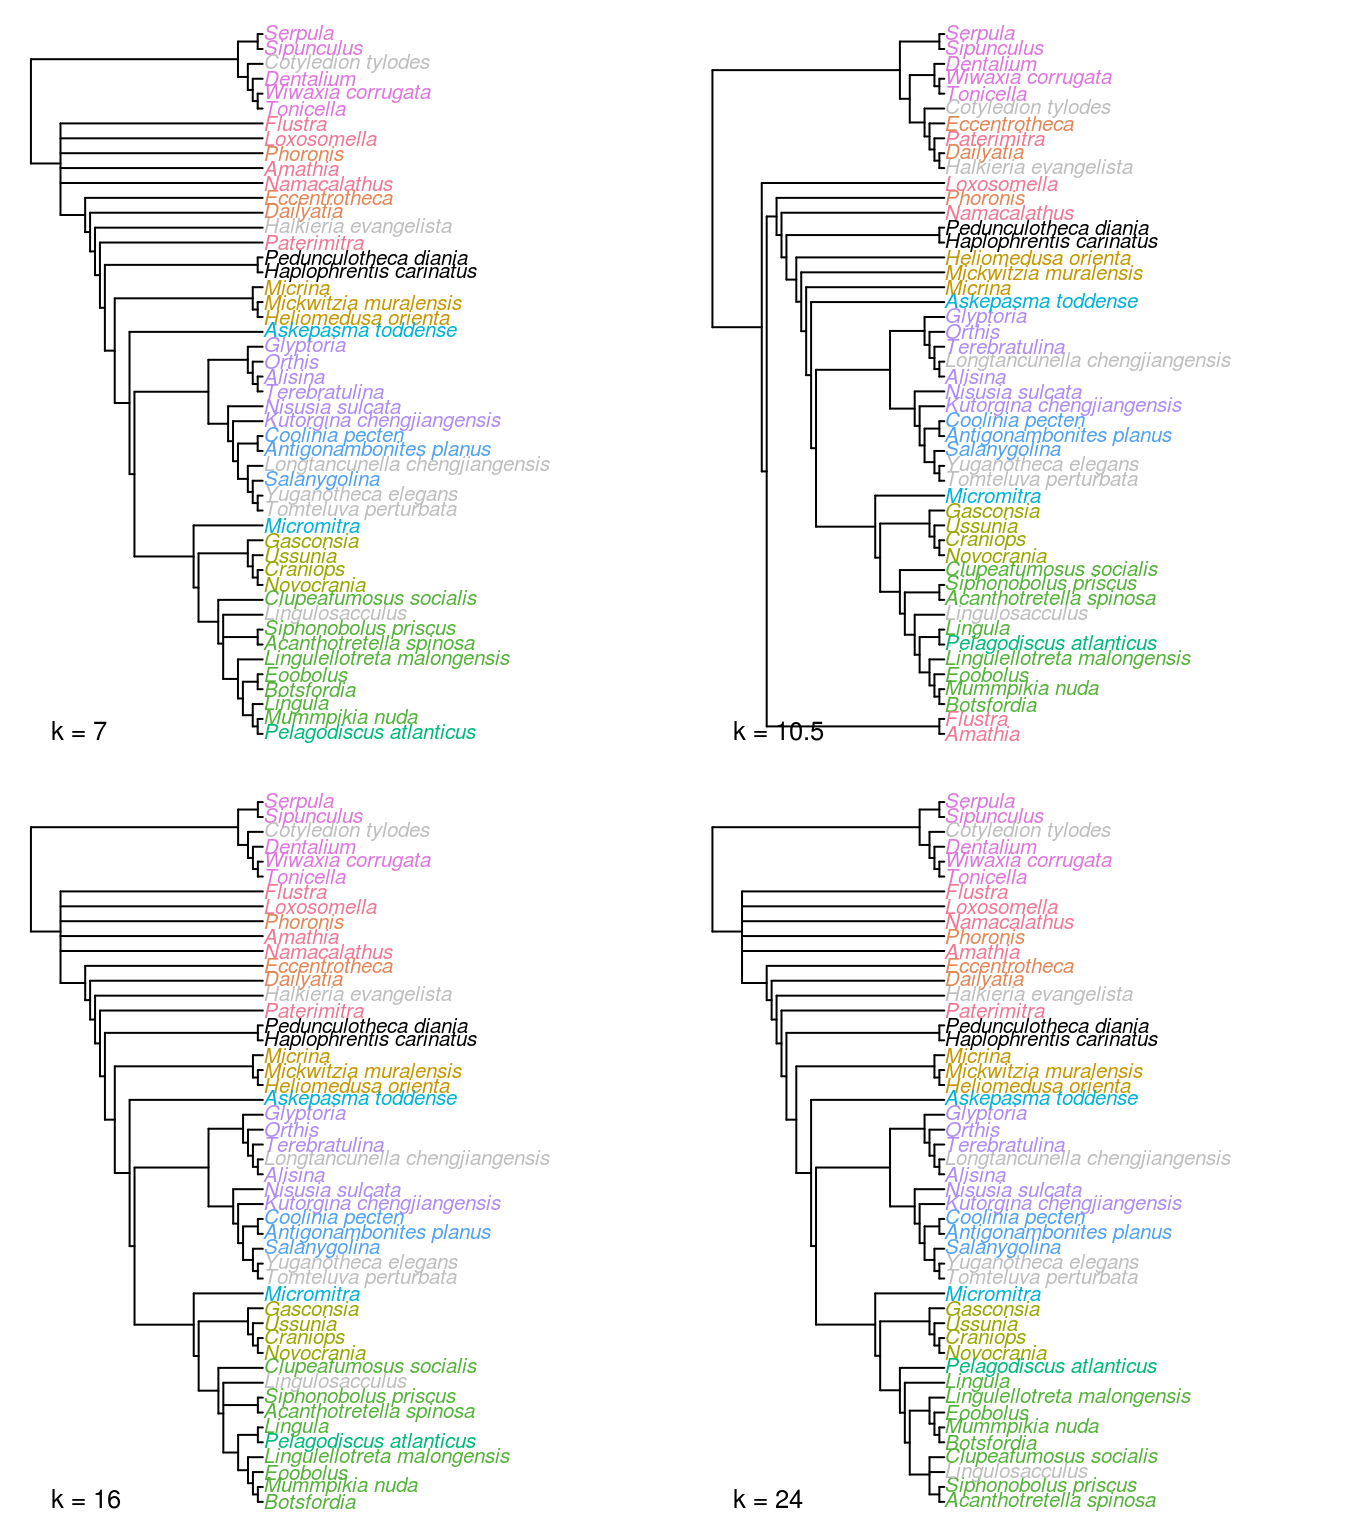 Serpula
Sipunculus
Cotyledion tylodes
Dentalium
Wiwaxia corrugata
Tonicella
Flustra
Loxosomella
Phoronis
Amathia
Namacalathus
Eccentrotheca
Dailyatia
Halkieria evangelista
Paterimitra
Pedunculotheca diania
Haplophrentis carinatus
Micrina
Mickwitzia muralensis
Heliomedusa orienta
Askepasma toddense
Glyptoria
Orthis
Alisina
Terebratulina
Nisusia sulcata
Kutorgina chengjiangensis
Coolinia pecten
Antigonambonites planus
Longtancunella chengjiangensis
Salanygolina
Yuganotheca elegans
Tomteluva perturbata
Micromitra
Gasconsia
Ussunia
Craniops
Novocrania
Clupeafumosus socialis
Lingulosacculus
Siphonobolus priscus
Acanthotretella spinosa
Lingulellotreta malongensis
Eoobolus
Botsfordia
Lingula
Mummpikia nuda
Pelagodiscus atlanticus
k = 7
Serpula
Sipunculus
Dentalium
Wiwaxia corrugata
Tonicella
Cotyledion tylodes
Eccentrotheca
Paterimitra
Dailyatia
Halkieria evangelista
Loxosomella
Phoronis
Namacalathus
Pedunculotheca diania
Haplophrentis carinatus
Heliomedusa orienta
Mickwitzia muralensis
Micrina
Askepasma toddense
Glyptoria
Orthis
Terebratulina
Longtancunella chengjiangensis
Alisina
Nisusia sulcata
Kutorgina chengjiangensis
Coolinia pecten
Antigonambonites planus
Salanygolina
Yuganotheca elegans
Tomteluva perturbata
Micromitra
Gasconsia
Ussunia
Craniops
Novocrania
Clupeafumosus socialis
Siphonobolus priscus
Acanthotretella spinosa
Lingulosacculus
Lingula
Pelagodiscus atlanticus
Lingulellotreta malongensis
Eoobolus
Mummpikia nuda
Botsfordia
Flustra
Amathia
k = 10.5
Serpula
Sipunculus
Cotyledion tylodes
Dentalium
Wiwaxia corrugata
Tonicella
Flustra
Loxosomella
Phoronis
Amathia
Namacalathus
Eccentrotheca
Dailyatia
Halkieria evangelista
Paterimitra
Pedunculotheca diania
Haplophrentis carinatus
Micrina
Mickwitzia muralensis
Heliomedusa orienta
Askepasma toddense
Glyptoria
Orthis
Terebratulina
Longtancunella chengjiangensis
Alisina
Nisusia sulcata
Kutorgina chengjiangensis
Coolinia pecten
Antigonambonites planus
Salanygolina
Yuganotheca elegans
Tomteluva perturbata
Micromitra
Gasconsia
Ussunia
Craniops
Novocrania
Clupeafumosus socialis
Lingulosacculus
Siphonobolus priscus
Acanthotretella spinosa
Lingula
Pelagodiscus atlanticus
Lingulellotreta malongensis
Eoobolus
Mummpikia nuda
Botsfordia
k = 16
Serpula
Sipunculus
Cotyledion tylodes
Dentalium
Wiwaxia corrugata
Tonicella
Flustra
Loxosomella
Namacalathus
Phoronis
Amathia
Eccentrotheca
Dailyatia
Halkieria evangelista
Paterimitra
Pedunculotheca diania
Haplophrentis carinatus
Micrina
Mickwitzia muralensis
Heliomedusa orienta
Askepasma toddense
Glyptoria
Orthis
Terebratulina
Longtancunella chengjiangensis
Alisina
Nisusia sulcata
Kutorgina chengjiangensis
Coolinia pecten
Antigonambonites planus
Salanygolina
Yuganotheca elegans
Tomteluva perturbata
Micromitra
Gasconsia
Ussunia
Craniops
Novocrania
Pelagodiscus atlanticus
Lingula
Lingulellotreta malongensis
Eoobolus
Mummpikia nuda
Botsfordia
Clupeafumosus socialis
Lingulosacculus
Siphonobolus priscus
Acanthotretella spinosa
k = 24